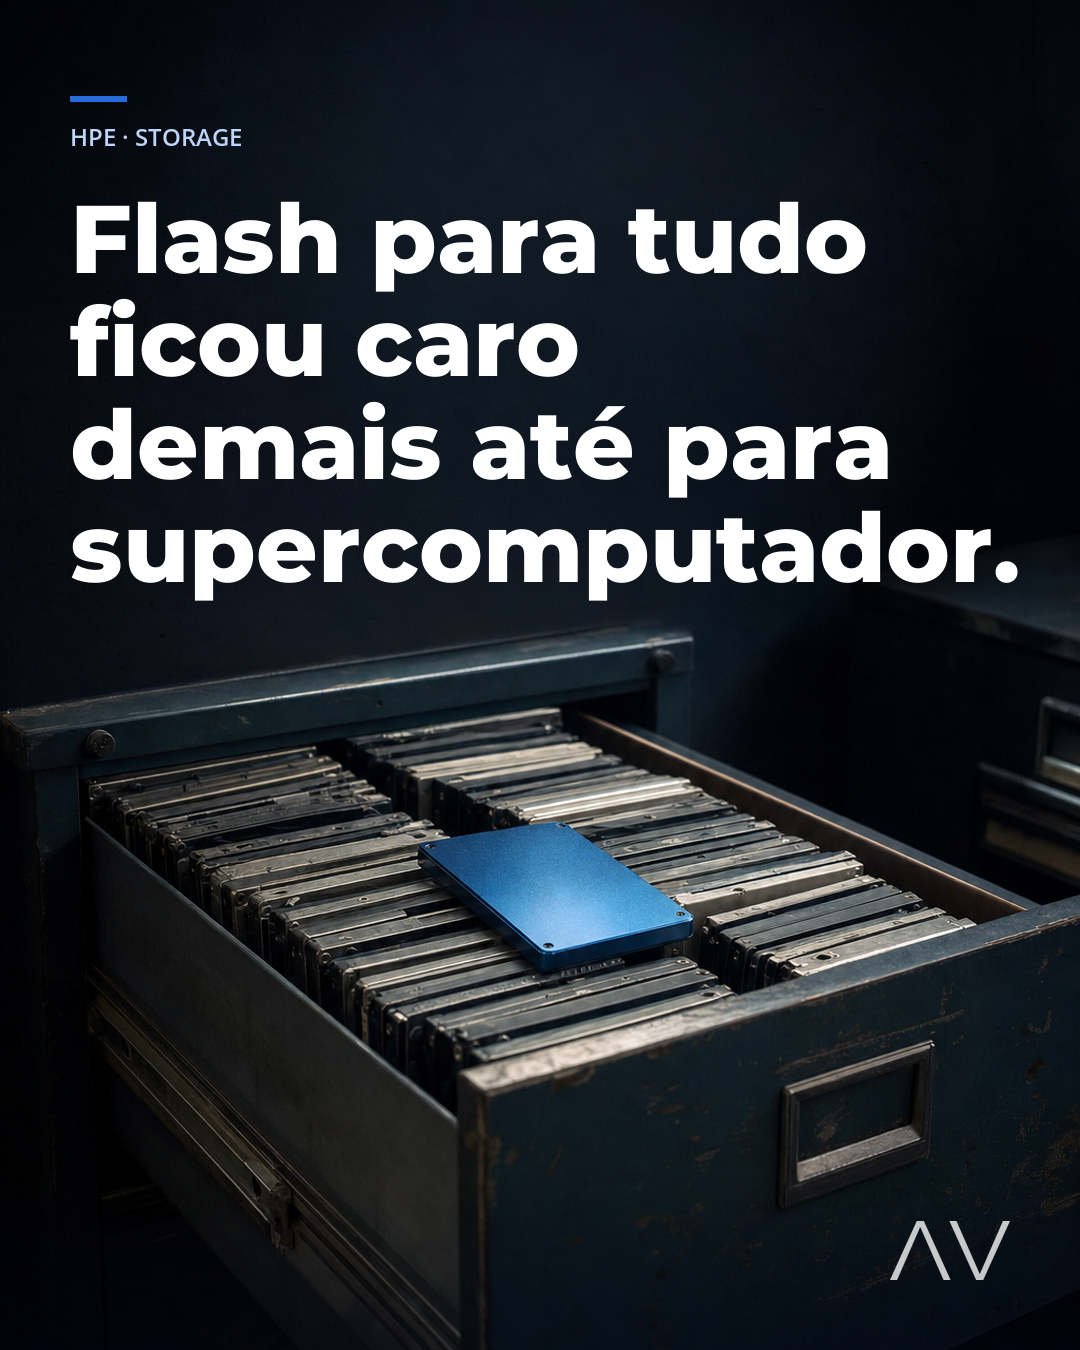 HPE · STORAGE
Flash para tudo
ficou caro
demais até para
supercomputador.
AV